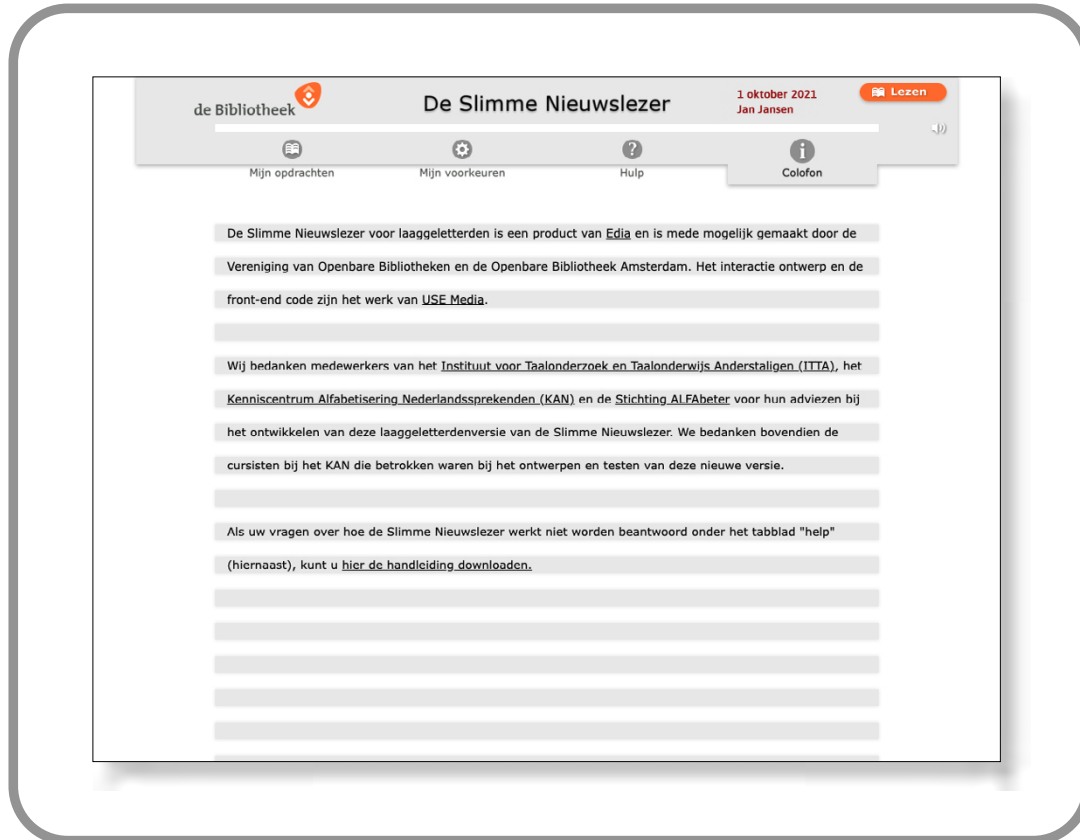 de Bibliotheek
De Slimme Nieuwslezer
1 oktober 2021
Jan Jansen
Lezen
Mijn opdrachten
Mijn voorkeuren
Hulp
Colofon
De Slimme Nieuwslezer voor laaggeletterden is een product van Edia en is mede mogelijk gemaakt door de
Vereniging van Openbare Bibliotheken en de Openbare Bibliotheek Amsterdam. Het interactie ontwerp en de
front-end code zijn het werk van USE Media.
Wij bedanken medewerkers van het Instituut voor Taalonderzoek en Taalonderwijs Anderstaligen (ITTA), het
Kenniscentrum Alfabetisering Nederlandssprekenden (KAN) en de Stichting ALFAbeter voor hun adviezen bij
het ontwikkelen van deze laaggeletterdenversie van de Slimme Nieuwslezer. We bedanken bovendien de
cursisten bij het KAN die betrokken waren bij het ontwerpen en testen van deze nieuwe versie.
Als uw vragen over hoe de Slimme Nieuwslezer werkt niet worden beantwoord onder het tabblad "help"
(hiernaast), kunt u hier de handleiding downloaden.